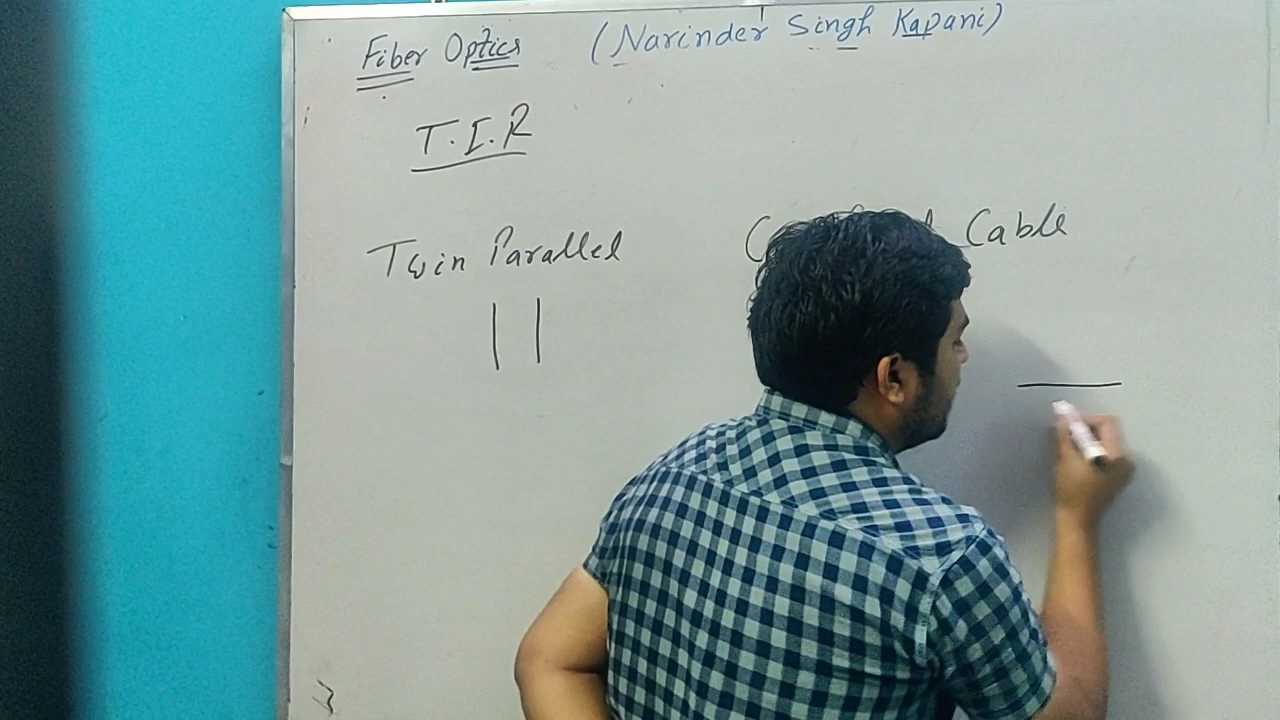 Fiber Optics (Narinder Singh Kapani)
T.I.R
Twin Parallel Cable